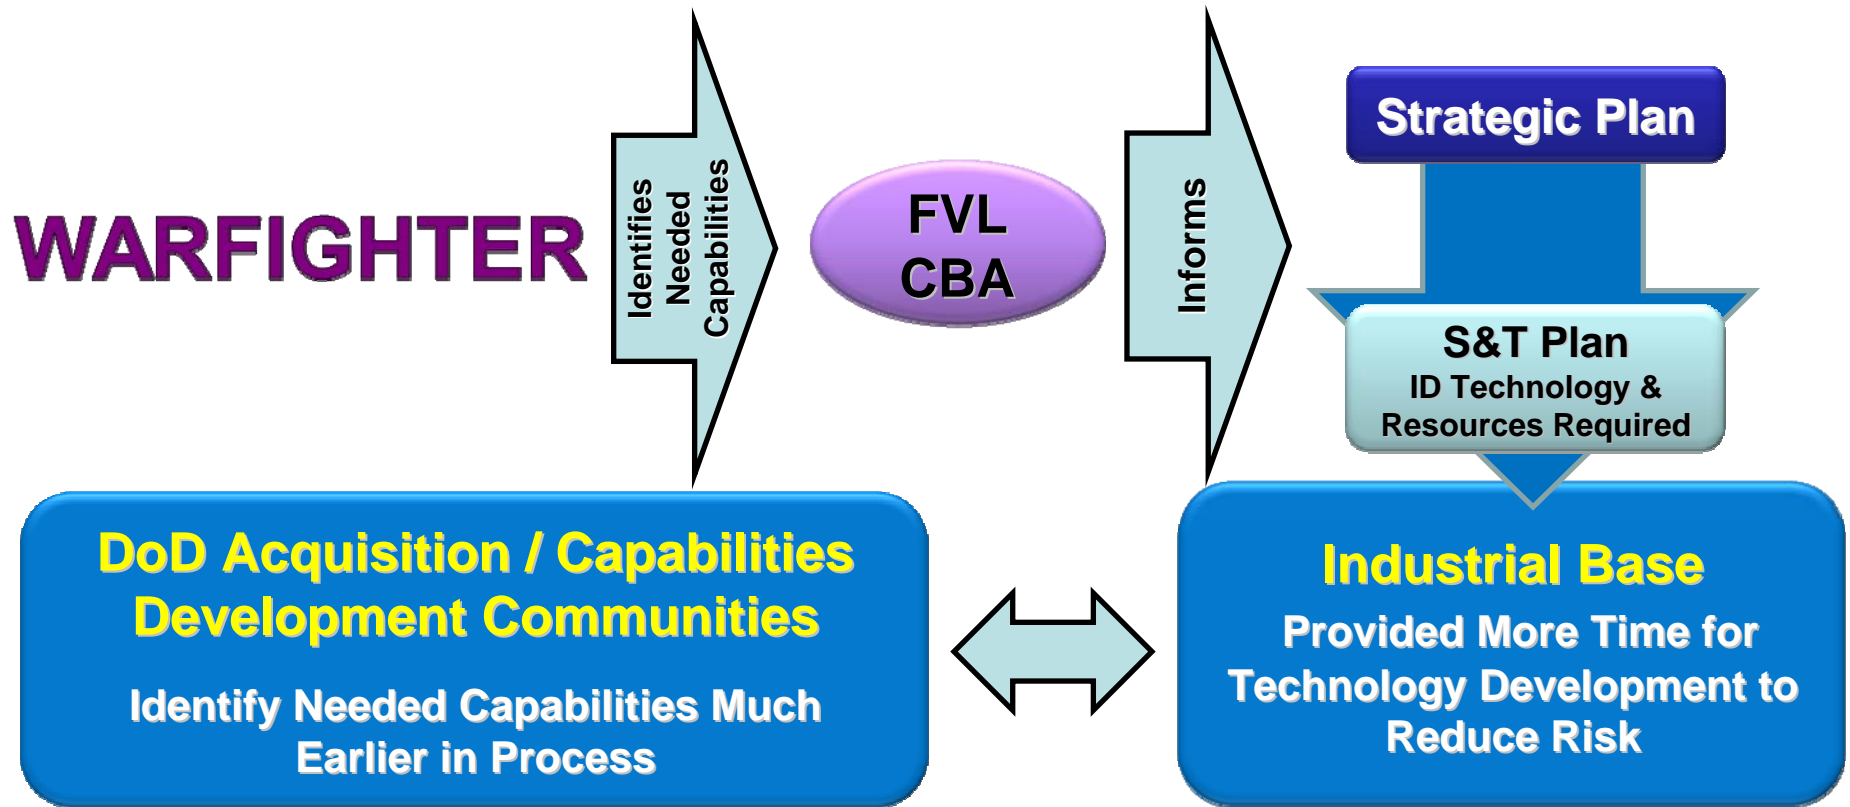 WARFIGHTER
Identifies
Needed
Capabilities
FVL
CBA
Informs
Strategic Plan
S&T Plan
ID Technology &
Resources Required
DoD Acquisition / Capabilities
Development Communities
Identify Needed Capabilities Much
Earlier in Process
Industrial Base
Provided More Time for
Technology Development to
Reduce Risk